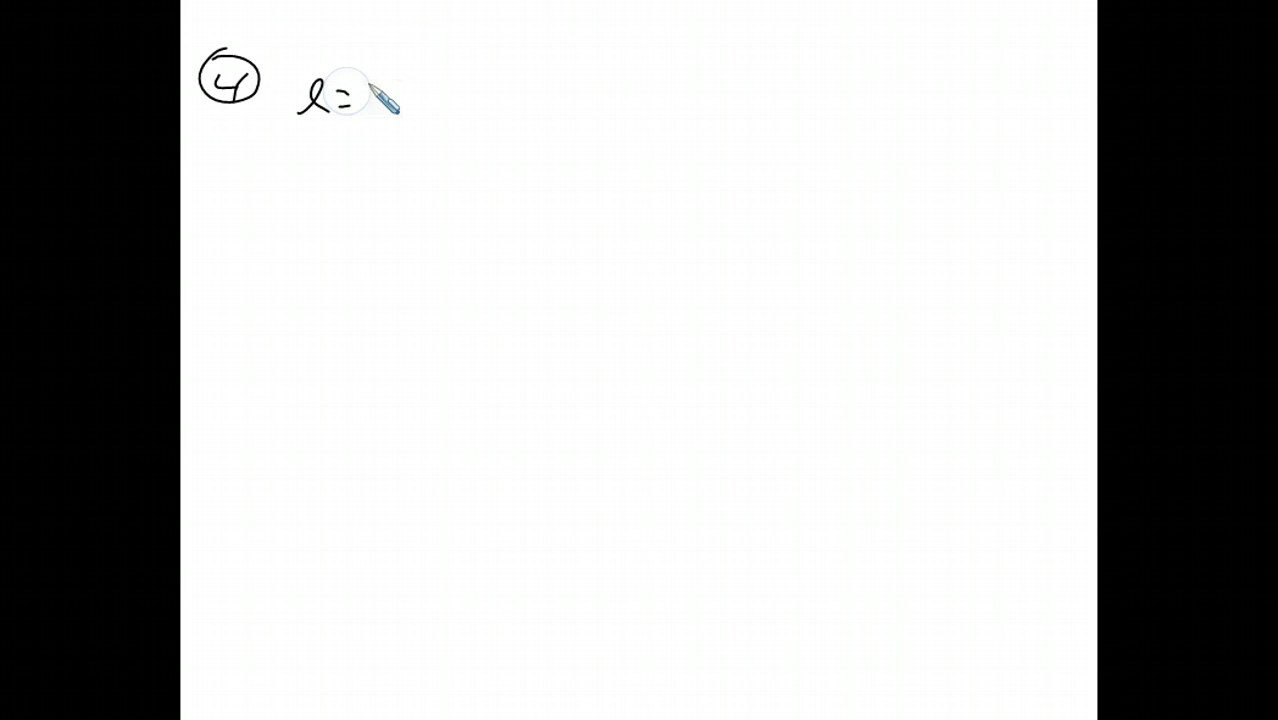 ④ l =